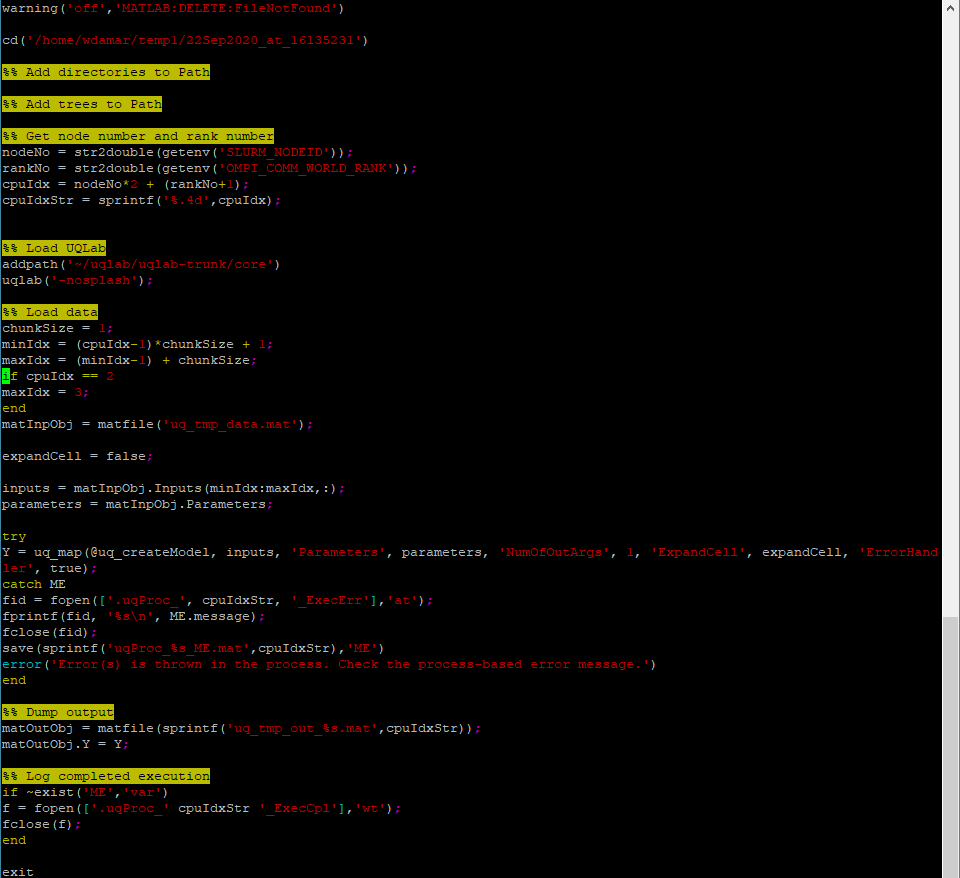 warning('off','MATLAB:DELETE:FileNotFound')
cd('/home/wdamar/temp1/22Sep2020_at_16135231')
%% Add directories to Path
%% Add trees to Path
%% Get node number and rank number
nodeNo = str2double(getenv('SLURM_NODEID'));
rankNo = str2double(getenv('OMPI_COMM_WORLD_RANK'));
cpuIdx = nodeNo*2 + (rankNo+1);
cpuIdxStr = sprintf('%.4d',cpuIdx);
%% Load UQLab
addpath('~/uqlab/uqlab-trunk/core')
uqlab('-nosplash');
%% Load data
chunkSize = 1;
minIdx = (cpuIdx-1)*chunkSize + 1;
maxIdx = (minIdx-1) + chunkSize;
if cpuIdx == 2
maxIdx = 3;
end
matInpObj = matfile('uq_tmp_data.mat');
expandCell = false;
inputs = matInpObj.Inputs(minIdx:maxIdx,:);
parameters = matInpObj.Parameters;
try
Y = uq_map(@uq_createModel, inputs, 'Parameters', parameters, 'NumOfOutArgs', 1, 'ExpandCell', expandCell, 'ErrorHand
ler', true);
catch ME
fid = fopen(['.uqProc_', cpuIdxStr, '_ExecErr'],'at');
fprintf(fid, '%s\n', ME.message);
fclose(fid);
save(sprintf('uqProc_%s_ME.mat',cpuIdxStr),'ME')
error('Error(s) is thrown in the process. Check the process-based error message.')
end
%% Dump output
matOutObj = matfile(sprintf('uq_tmp_out_%s.mat',cpuIdxStr));
matOutObj.Y = Y;
%% Log completed execution
if ~exist('ME','var')
f = fopen(['.uqProc_' cpuIdxStr '_ExecCpl'],'wt');
fclose(f);
end
exit